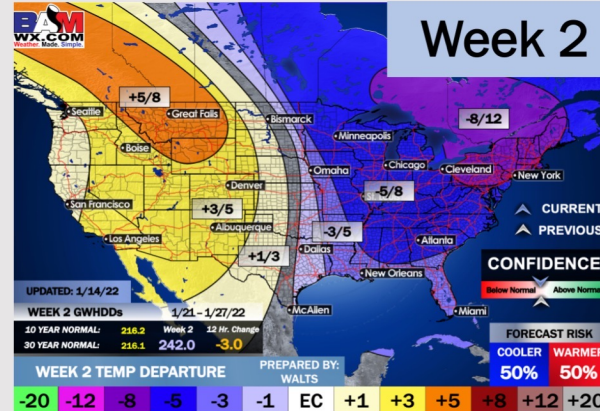 BAM
WX.COM
Weather. Made. Simple.
Week 2
+5/8
-8/12
Seattle
Great Falls
Bismarck
Minneapolis
Boise
Chicago
Cleveland
New York
Omaha
Denver
-5/8
+3/5
San Francisco
CURRENT
-3/5
Albuquerque
PREVIOUS
Los Angeles
Atlanta
Dallas
+1/3
CONFIDENCE
New Orleans
Below Normal
Above Norma
UPDATED: 1/14/22
WEEK 2 GWHDDs 1/21 - 1/27/22
McAllen
Miami
10 YEAR NORMAL: 216.2 Week 2 12 Hr. Change
30 YEAR NORMAL: 216.1 242.0 -3.0
FORECAST RISK
COOLER WARMER
50% 50%
WEEK 2 TEMP DEPARTURE
PREPARED BY:
WALTS
-20 -12 -8 -5 -3 -1 EC +1 +3 +5 +8 +12 +20